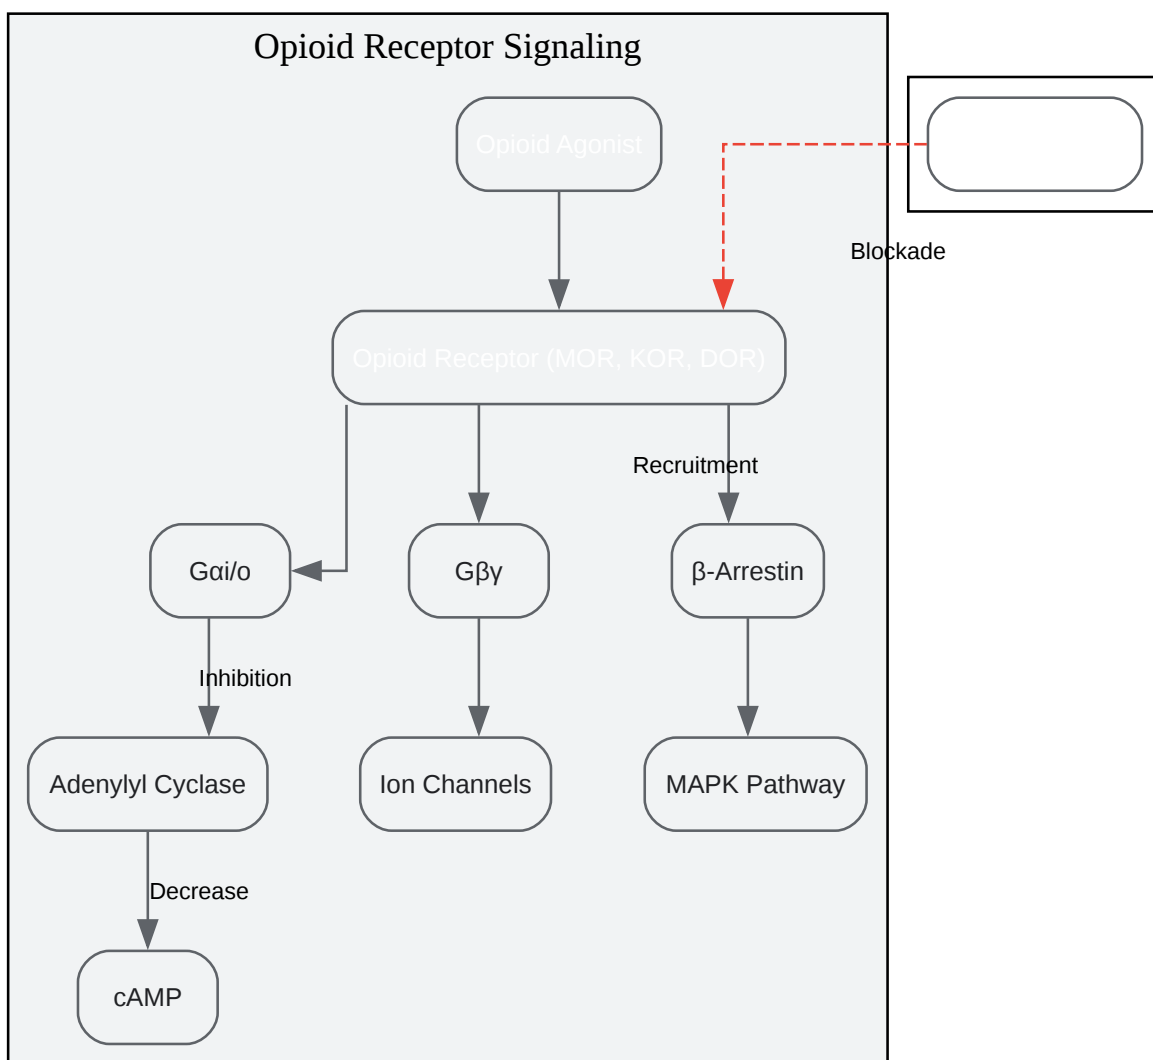 Opioid Receptor Signaling
Opioid Agonist
Blockade
Opioid Receptor (MOR, KOR, DOR)
Recruitment
Gαi/o
Gβγ
β-Arrestin
Inhibition
Adenylyl Cyclase
Ion Channels
MAPK Pathway
Decrease
cAMP